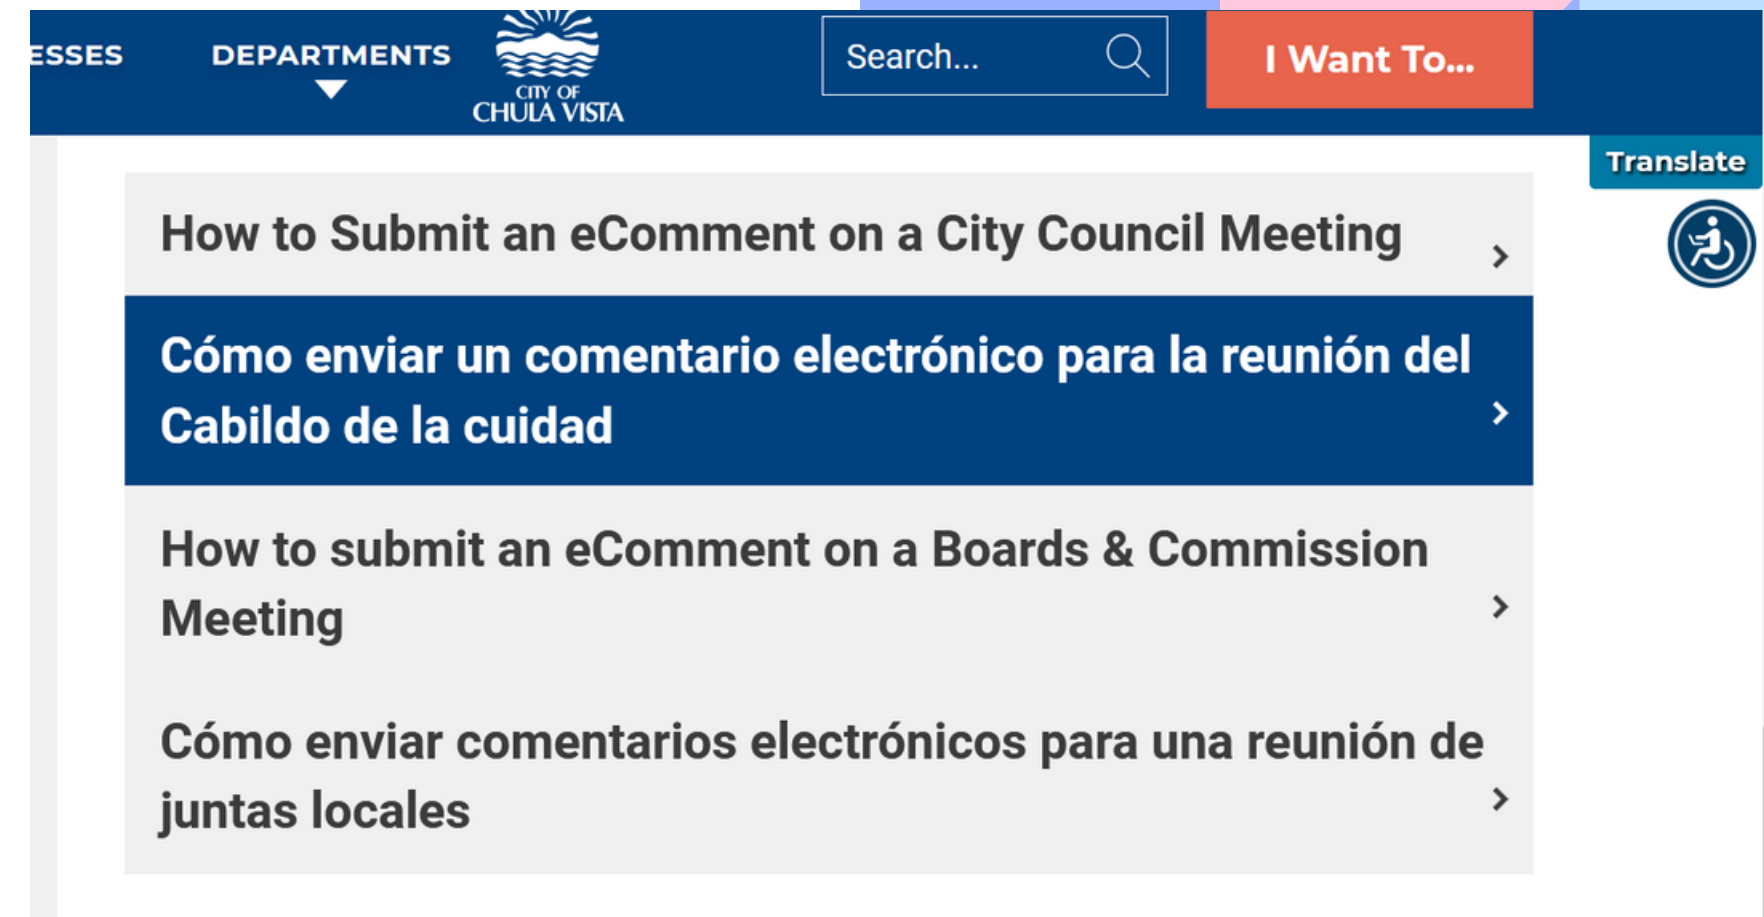 ESSES
DEPARTMENTS
CITY OF
CHULA VISTA
Search...
I Want To...
Translate
How to Submit an eComment on a City Council Meeting
Cómo enviar un comentario electrónico para la reunión del
Cabildo de la cuidad
How to submit an eComment on a Boards & Commission
Meeting
Cómo enviar comentarios electrónicos para una reunión de
juntas locales